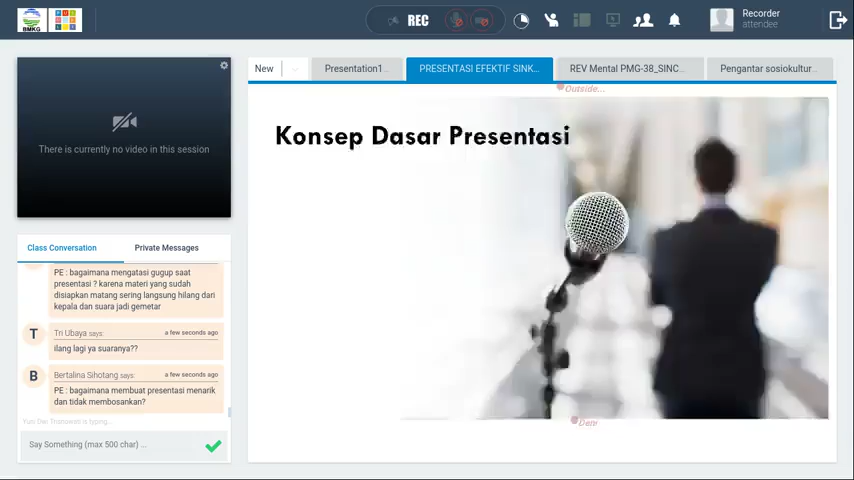 BMKG
REC
Recorder
attendee
New
Presentation1...
PRESENTASI EFEKTIF SINK...
REV Mental PMG-38_SINC...
Pengantar sosiokultur...
Outside...
There is currently no video in this session
Konsep Dasar Presentasi
Class Conversation
Private Messages
PE : bagaimana mengatasi gugup saat
presentasi ? karena materi yang sudah
disiapkan matang sering langsung hilang dari
kepala dan suara jadi gemetar
T
Tri Ubaya says:
a few seconds ago
ilang lagi ya suaranya??
B
Bertalina Sihotang says:
a few seconds ago
PE : bagaimana membuat presentasi menarik
dan tidak membosankan?
is typing...
Say Something (max 500 char) ...